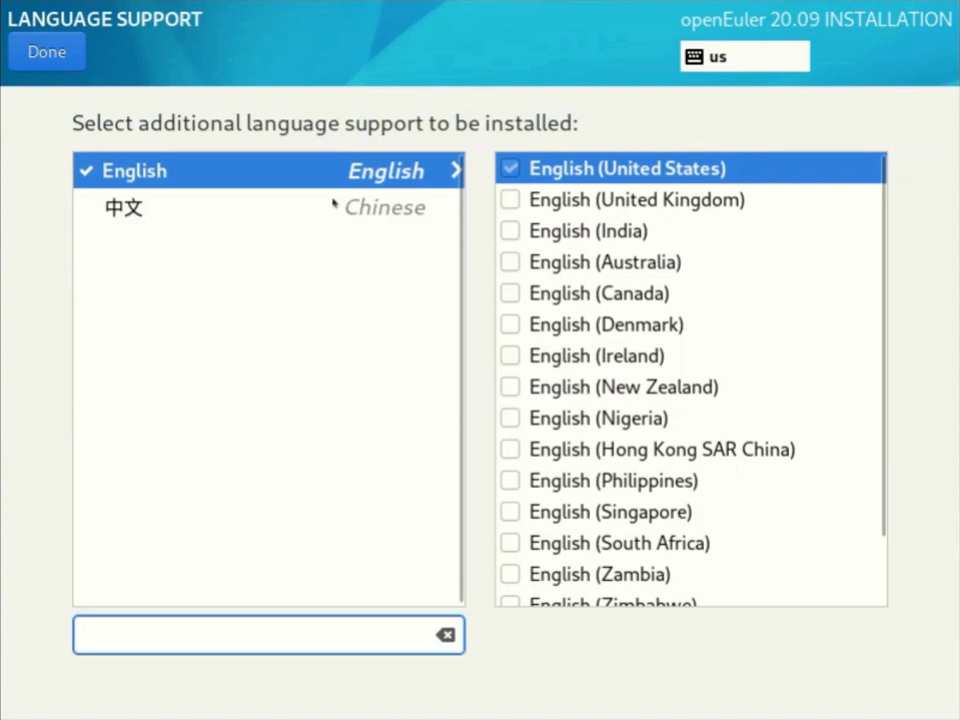 LANGUAGE SUPPORT
openEuler 20.09 INSTALLATION
Done
us
Select additional language support to be installed:
English English
中文 Chinese
English (United States)
English (United Kingdom)
English (India)
English (Australia)
English (Canada)
English (Denmark)
English (Ireland)
English (New Zealand)
English (Nigeria)
English (Hong Kong SAR China)
English (Philippines)
English (Singapore)
English (South Africa)
English (Zambia)
English (Zimbabwe)